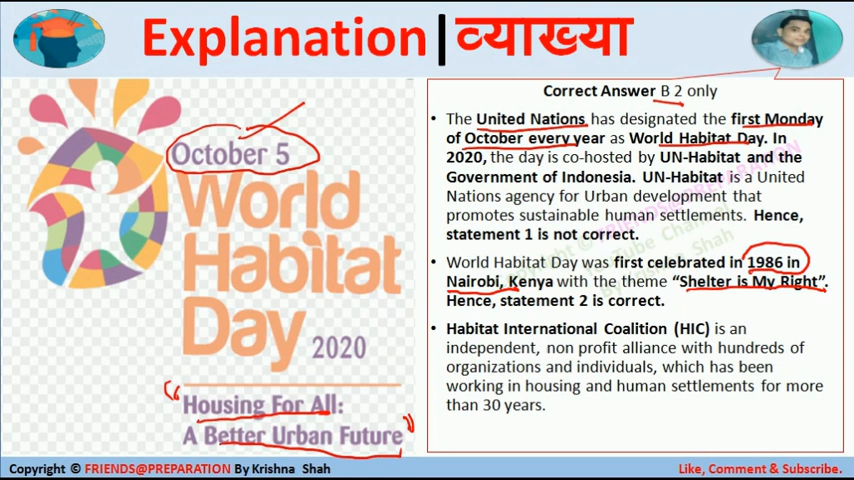 Explanation|व्याख्या
October 5
World
Habitat
Day 2020
Housing For All:
A Better Urban Future
Correct Answer B 2 only
• The United Nations has designated the first Monday
of October every year as World Habitat Day. In
2020, the day is co-hosted by UN-Habitat and the
Government of Indonesia. UN-Habitat is a United
Nations agency for Urban development that
promotes sustainable human settlements. Hence,
statement 1 is not correct.
• World Habitat Day was first celebrated in 1986 in
Nairobi, Kenya with the theme “Shelter is My Right”.
Hence, statement 2 is correct.
• Habitat International Coalition (HIC) is an
independent, non profit alliance with hundreds of
organizations and individuals, which has been
working in housing and human settlements for more
than 30 years.
Copyright © FRIENDS@PREPARATION By Krishna Shah
Like, Comment & Subscribe.